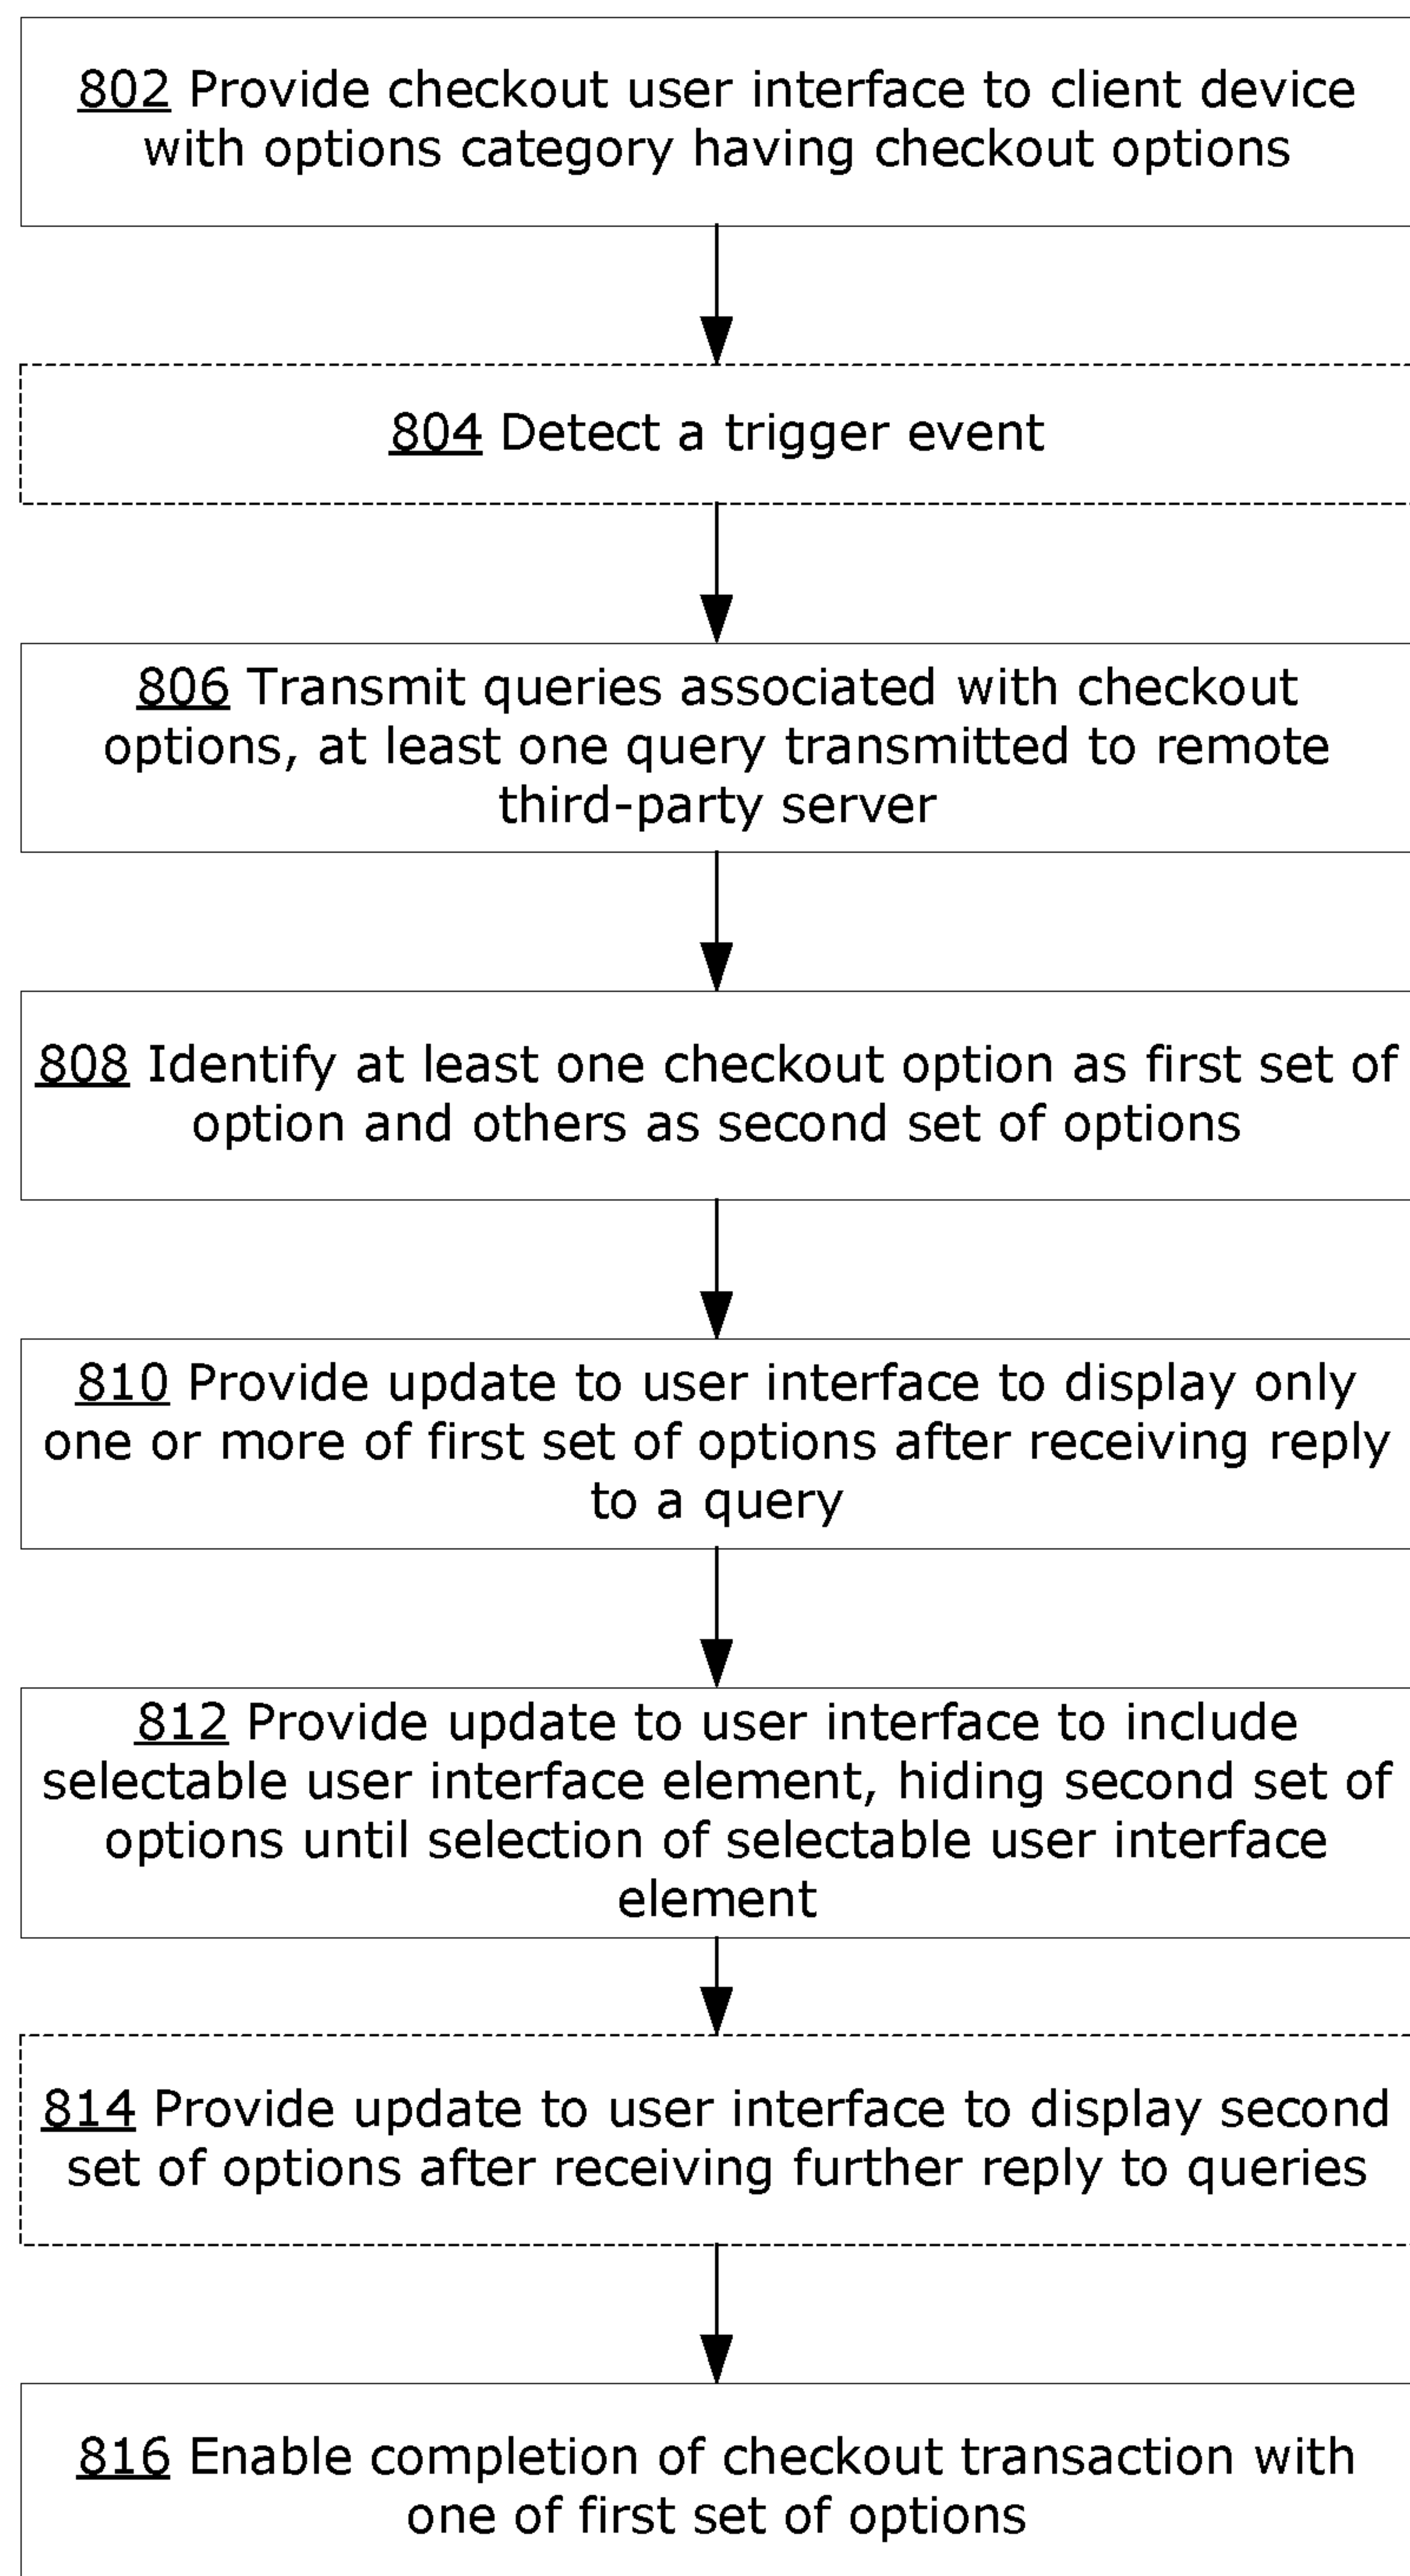 802 Provide checkout user interface to client device
with options category having checkout options
804 Detect a trigger event
806 Transmit queries associated with checkout
options, at least one query transmitted to remote
third-party server
808 Identify at least one checkout option as first set of
option and others as second set of options
810 Provide update to user interface to display only
one or more of first set of options after receiving reply
to a query
812 Provide update to user interface to include
selectable user interface element, hiding second set of
options until selection of selectable user interface
element
814 Provide update to user interface to display second
set of options after receiving further reply to queries
816 Enable completion of checkout transaction with
one of first set of options